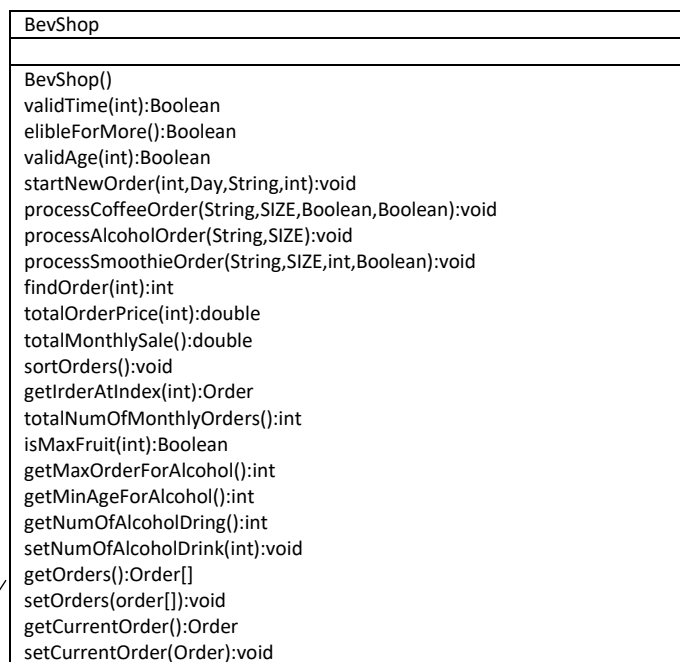 BevShop
BevShop()
validTime(int):Boolean
elibleForMore():Boolean
validAge(int):Boolean
startNewOrder(int,Day,String,int):void
processCoffeeOrder(String,SIZE,Boolean,Boolean):void
processAlcoholOrder(String,SIZE):void
processSmoothieOrder(String,SIZE,int,Boolean):void
findOrder(int):int
totalOrderPrice(int):double
totalMonthlySale():double
sortOrders():void
getIrderAtIndex(int):Order
totalNumOfMonthlyOrders():int
isMaxFruit(int):Boolean
getMaxOrderForAlcohol():int
getMinAgeForAlcohol():int
getNumOfAlcoholDring():int
setNumOfAlcoholDrink(int):void
getOrders():Order[]
setOrders(order[]):void
getCurrentOrder():Order
setCurrentOrder(Order):void